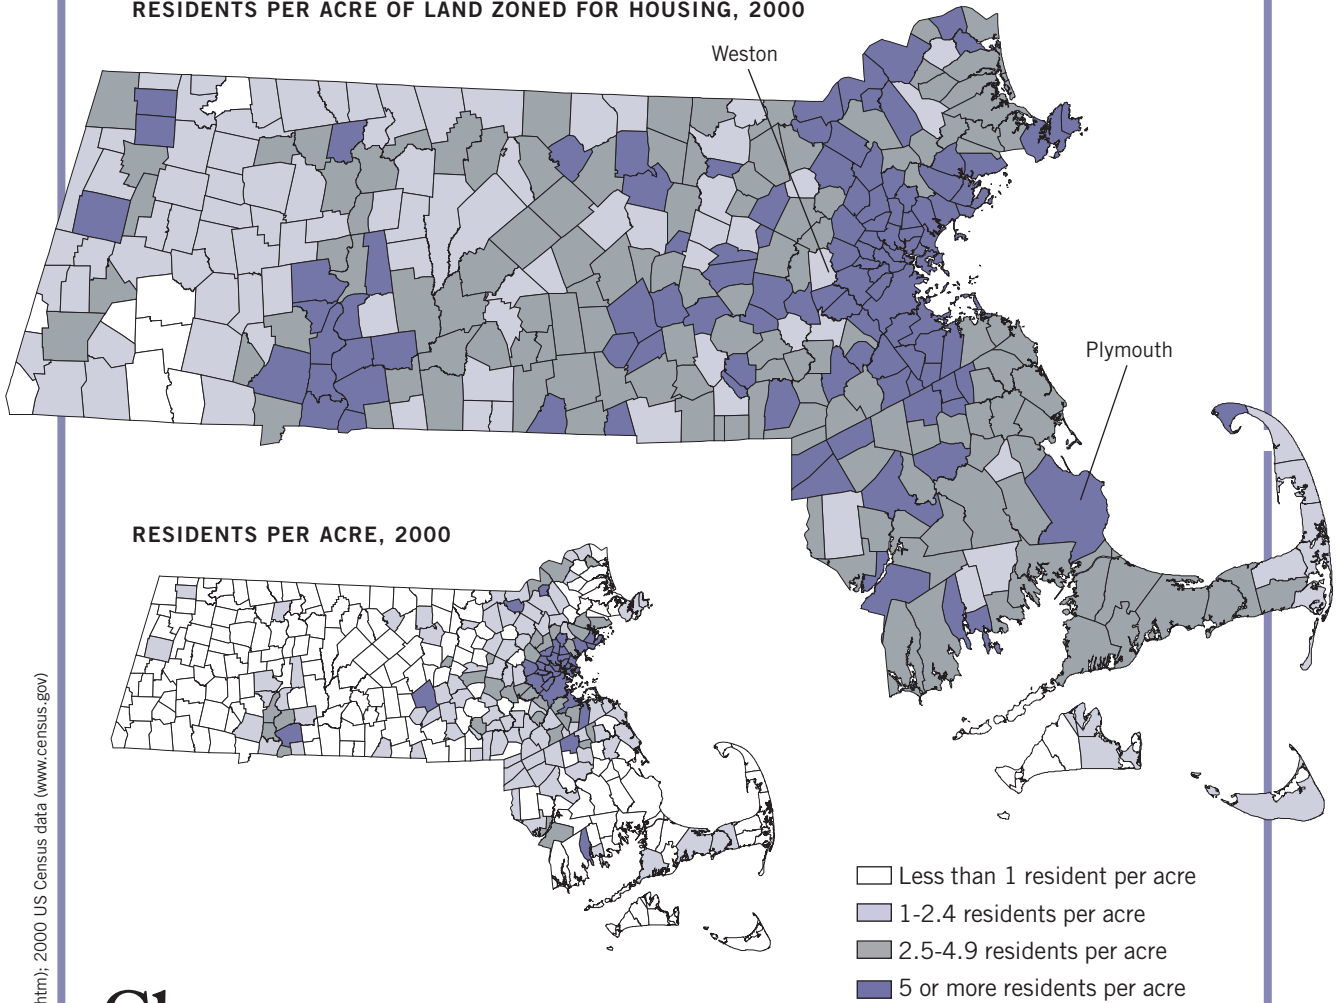 RESIDENTS PER ACRE OF LAND ZONED FOR HOUSING, 2000
Weston
Plymouth
RESIDENTS PER ACRE, 2000
Less than 1 resident per acre
1-2.4 residents per acre
2.5-4.9 residents per acre
5 or more residents per acre
htm); 2000 US Census data (www.census.gov)